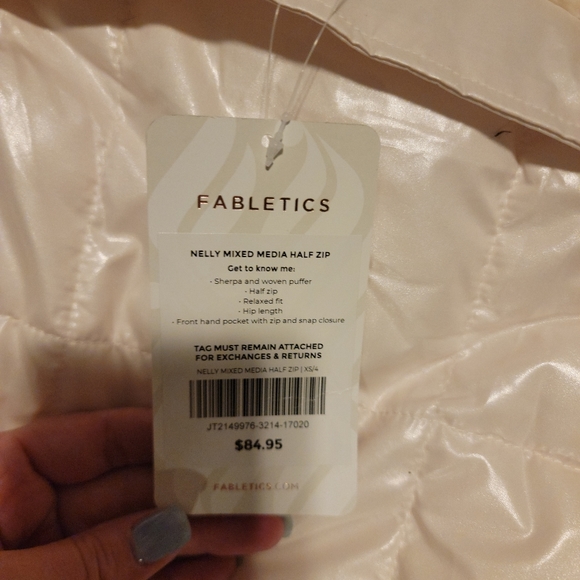 FABLETICS
NELLY MIXED MEDIA HALF ZIP
Get to know me:
- Sherpa and woven puffer
- Half zip
- Relaxed fit
- Hip length
- Front hand pocket with zip and snap closure
TAG MUST REMAIN ATTACHED
FOR EXCHANGES & RETURNS
NELLY MIXED MEDIA HALF ZIP | XS/4
JT2149976-3214-17020
$84.95
FABLETICS.COM